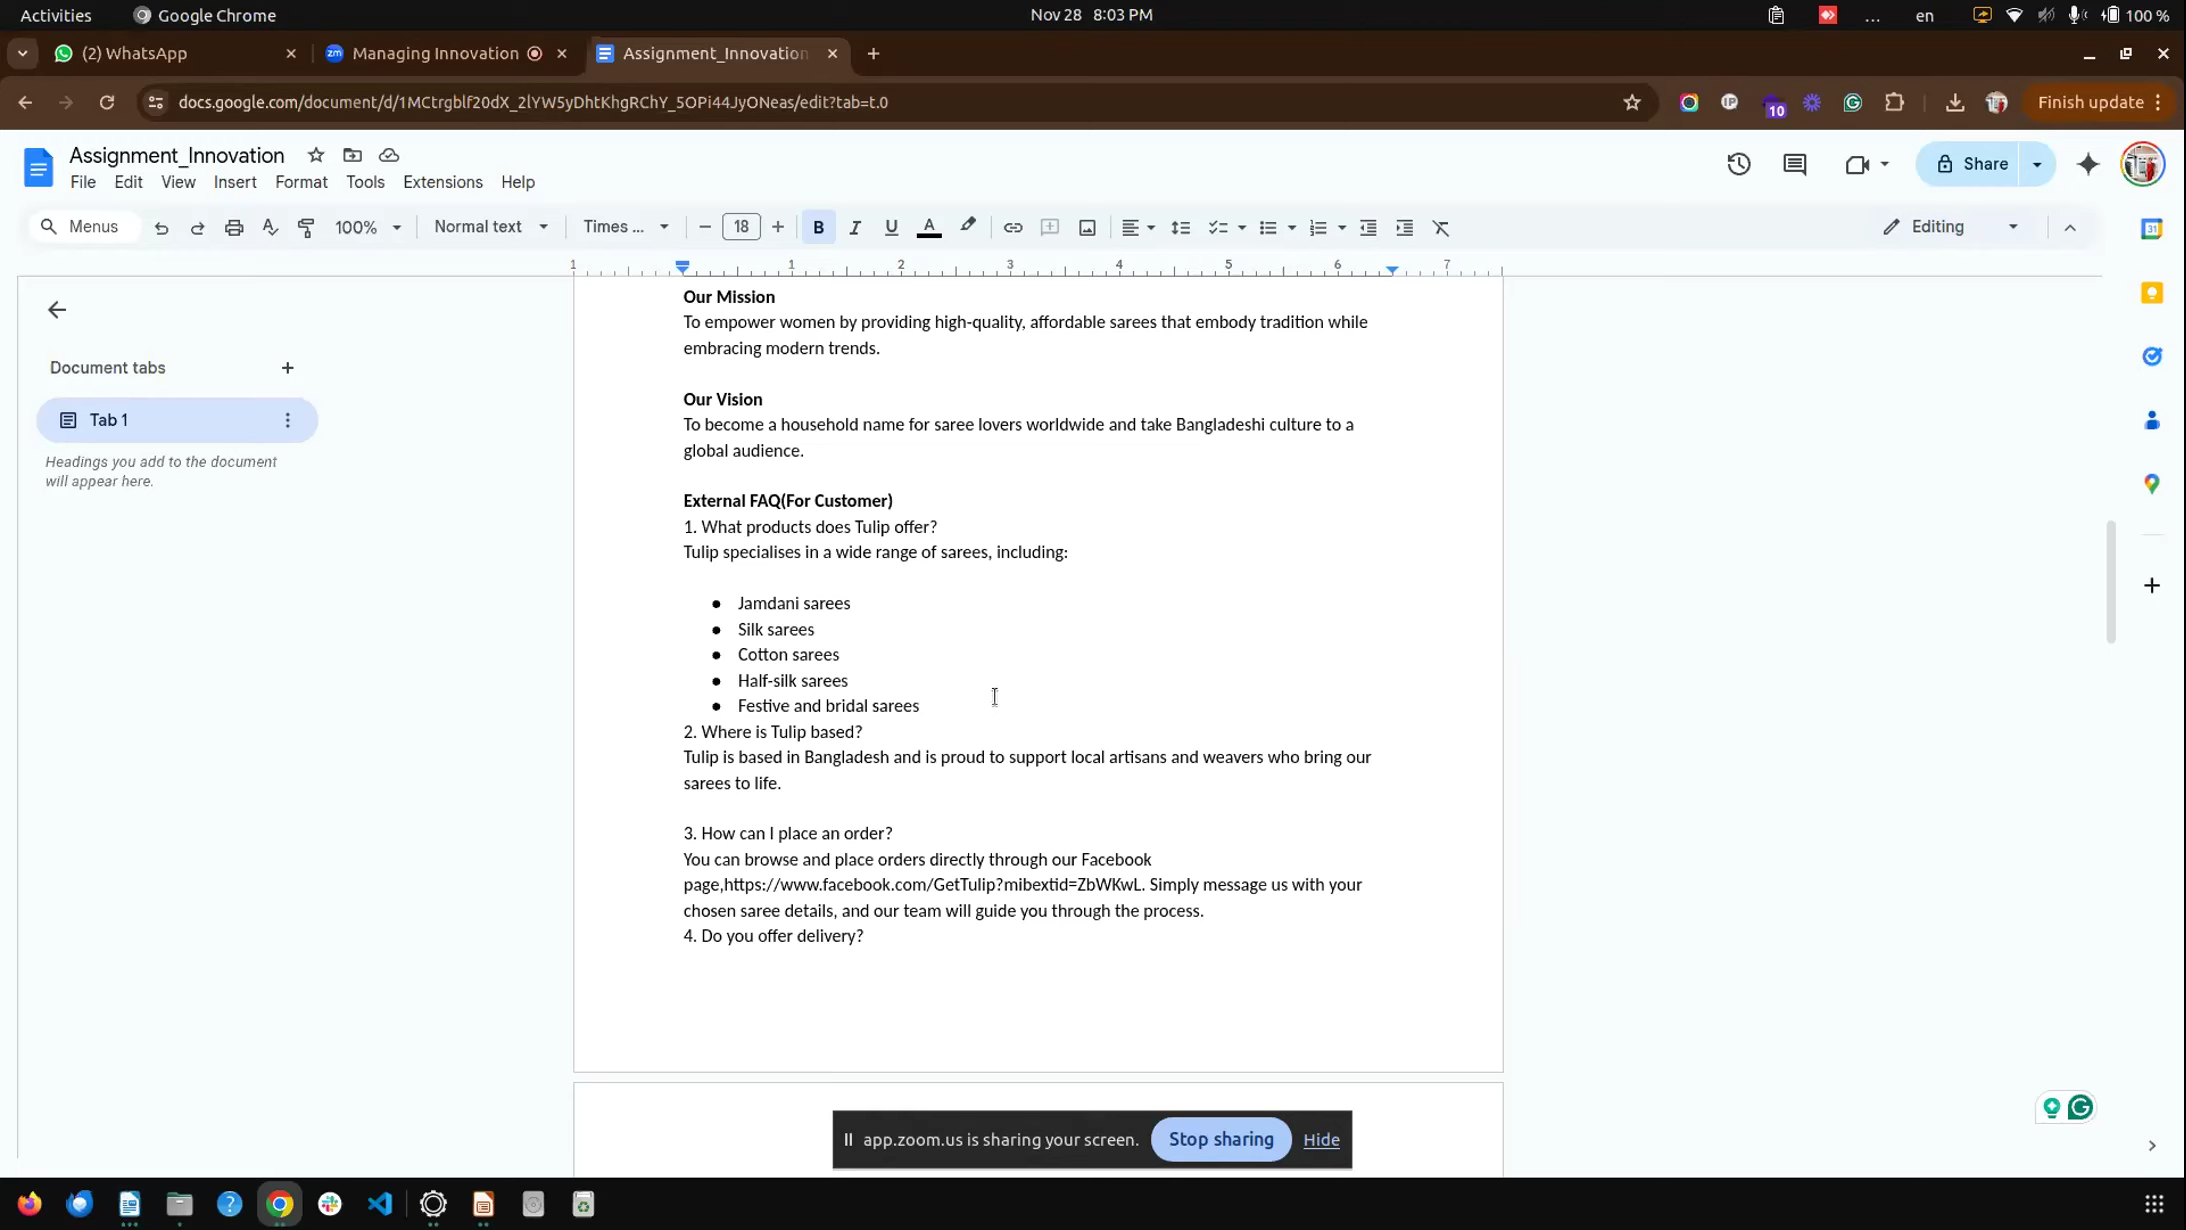 Activities
Google Chrome
Nov 28 8:03 PM
...
en
100 %
(2) WhatsApp
Managing Innovation
Assignment_Innovation
docs.google.com/document/d/1MCtrgblf20dX_2lYW5yDhtKhgRChY_5OPi44JyONeas/edit?tab=t.0
10
Finish update
Assignment_Innovation
File Edit View Insert Format Tools Extensions Help
Share
Menus
100%
Normal text
Times ...
18
B
Editing
1 1 2 3 4 5 6 7
Document tabs
Tab 1
Headings you add to the document
will appear here.
Our Mission
To empower women by providing high-quality, affordable sarees that embody tradition while
embracing modern trends.
Our Vision
To become a household name for saree lovers worldwide and take Bangladeshi culture to a
global audience.
External FAQ(For Customer)
1. What products does Tulip offer?
Tulip specialises in a wide range of sarees, including:
● Jamdani sarees
● Silk sarees
● Cotton sarees
● Half-silk sarees
● Festive and bridal sarees
2. Where is Tulip based?
Tulip is based in Bangladesh and is proud to support local artisans and weavers who bring our
sarees to life.
3. How can I place an order?
You can browse and place orders directly through our Facebook
page,https://www.facebook.com/GetTulip?mibextid=ZbWKwL. Simply message us with your
chosen saree details, and our team will guide you through the process.
4. Do you offer delivery?
app.zoom.us is sharing your screen.
Stop sharing
Hide